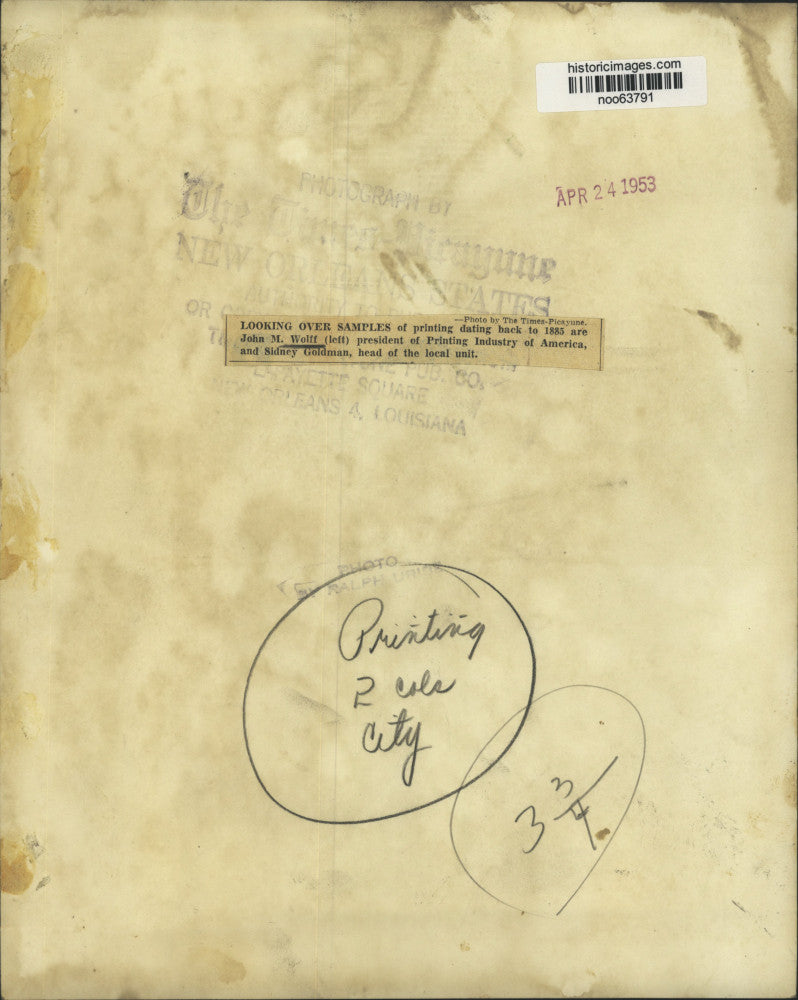 historicimages.com
noo63791
APR 24 1953
PHOTOGRAPH BY
The Times-Picayune
NEW ORLEANS STATES
—Photo by The Times-Picayune.
LOOKING OVER SAMPLES of printing dating back to 1885 are
John M. Wolff (left) president of Printing Industry of America,
and Sidney Goldman, head of the local unit.
LAFAYETTE SQUARE
NEW ORLEANS 4, LOUISIANA
PHOTO
BY RALPH
Printing
2 cols
City
3 3/4